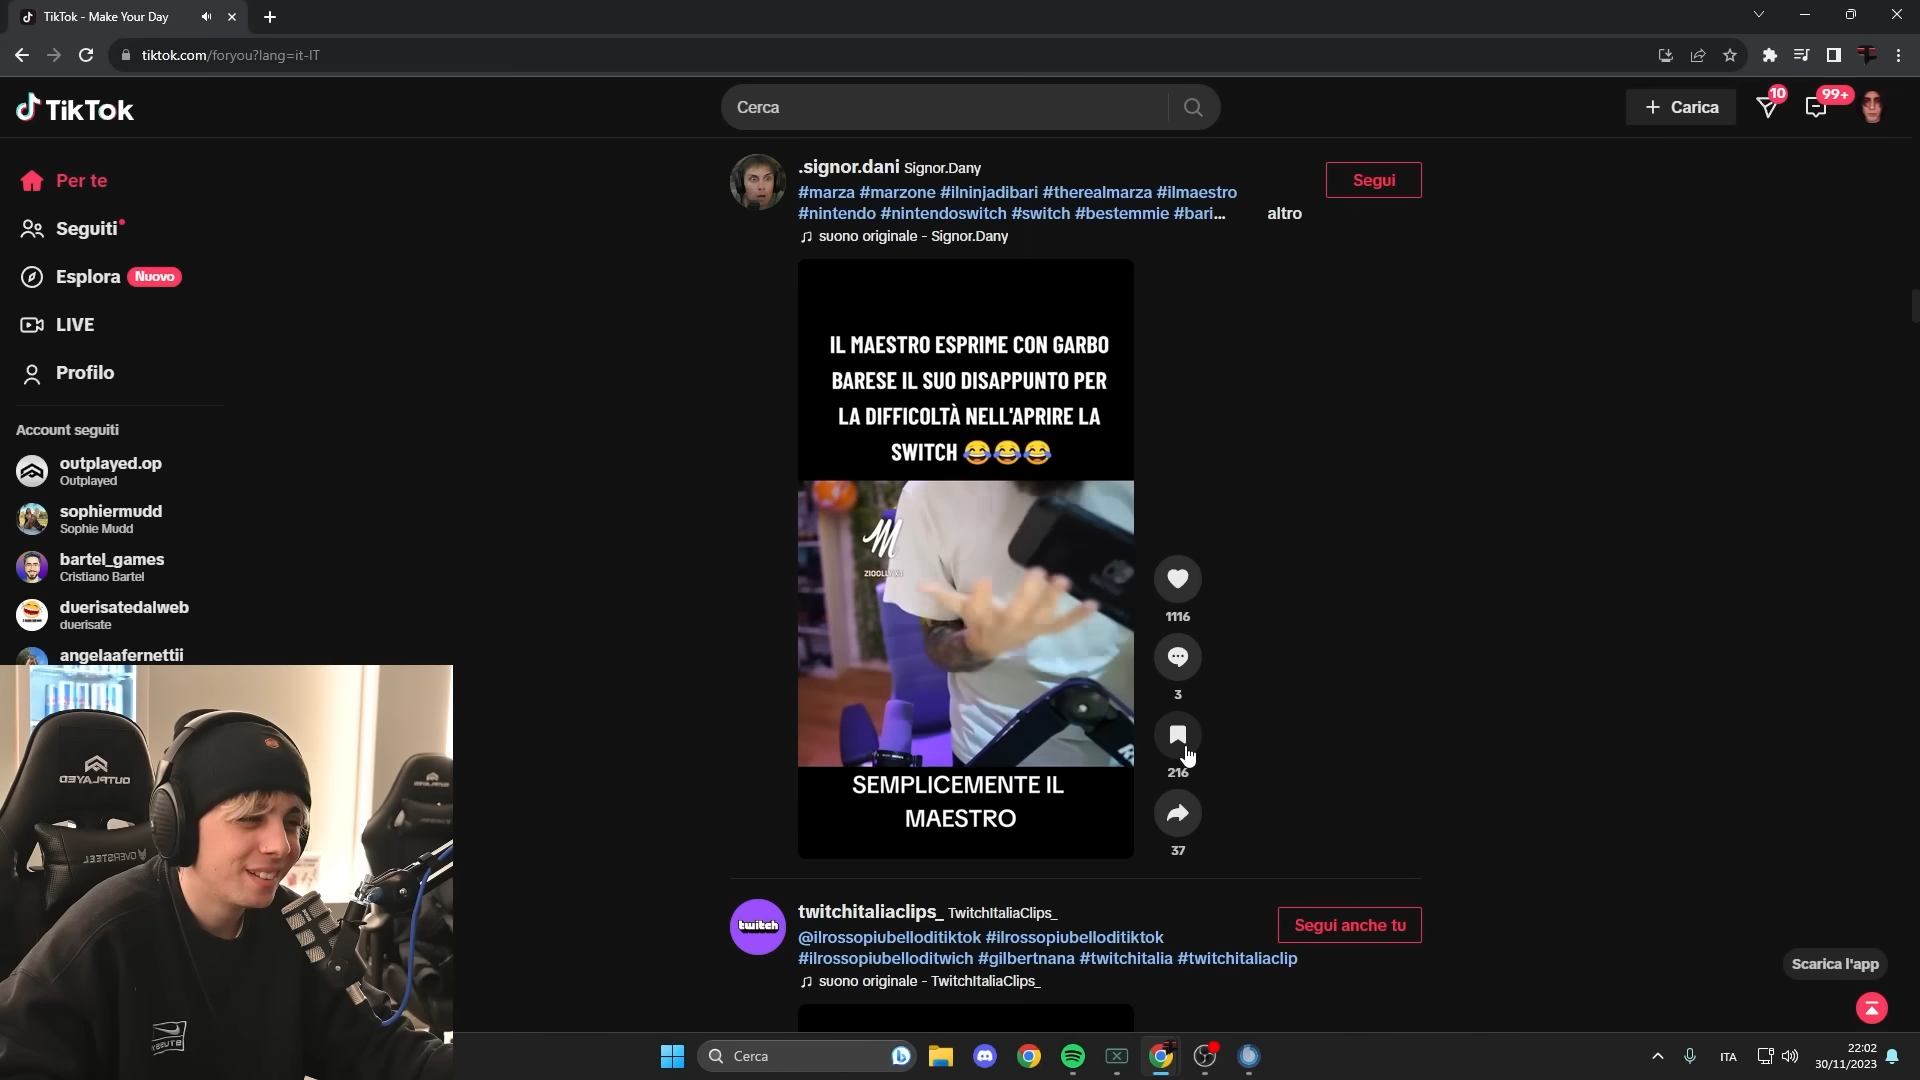 TikTok - Make Your Day
tiktok.com/foryou?lang=it-IT
TikTok
Cerca
Carica
10
99+
Per te
Seguiti
Esplora Nuovo
LIVE
Profilo
Account seguiti
outplayed.op
Outplayed
sophiermudd
Sophie Mudd
bartel_games
Cristiano Bartel
duerisatedalweb
duerisate
angelaafernettii
.signor.dani Signor.Dany
Segui
#marza #marzone #ilninjadibari #therealmarza #ilmaestro
#nintendo #nintendoswitch #switch #bestemmie #bari... altro
suono originale - Signor.Dany
IL MAESTRO ESPRIME CON GARBO
BARESE IL SUO DISAPPUNTO PER
LA DIFFICOLTÀ NELL'APRIRE LA
SWITCH 😂😂😂
SEMPLICEMENTE IL
MAESTRO
1116
3
216
37
twitch
twitchitaliaclips_ TwitchItaliaClips_
Segui anche tu
@ilrossopiubelloditiktok #ilrossopiubelloditiktok
#ilrossopiubelloditwich #gilbertnana #twitchitalia #twitchitaliaclip
suono originale - TwitchItaliaClips_
Scarica l'app
OUTPLAYED
OVERSTEEL
Cerca
ITA
22:02
30/11/2023